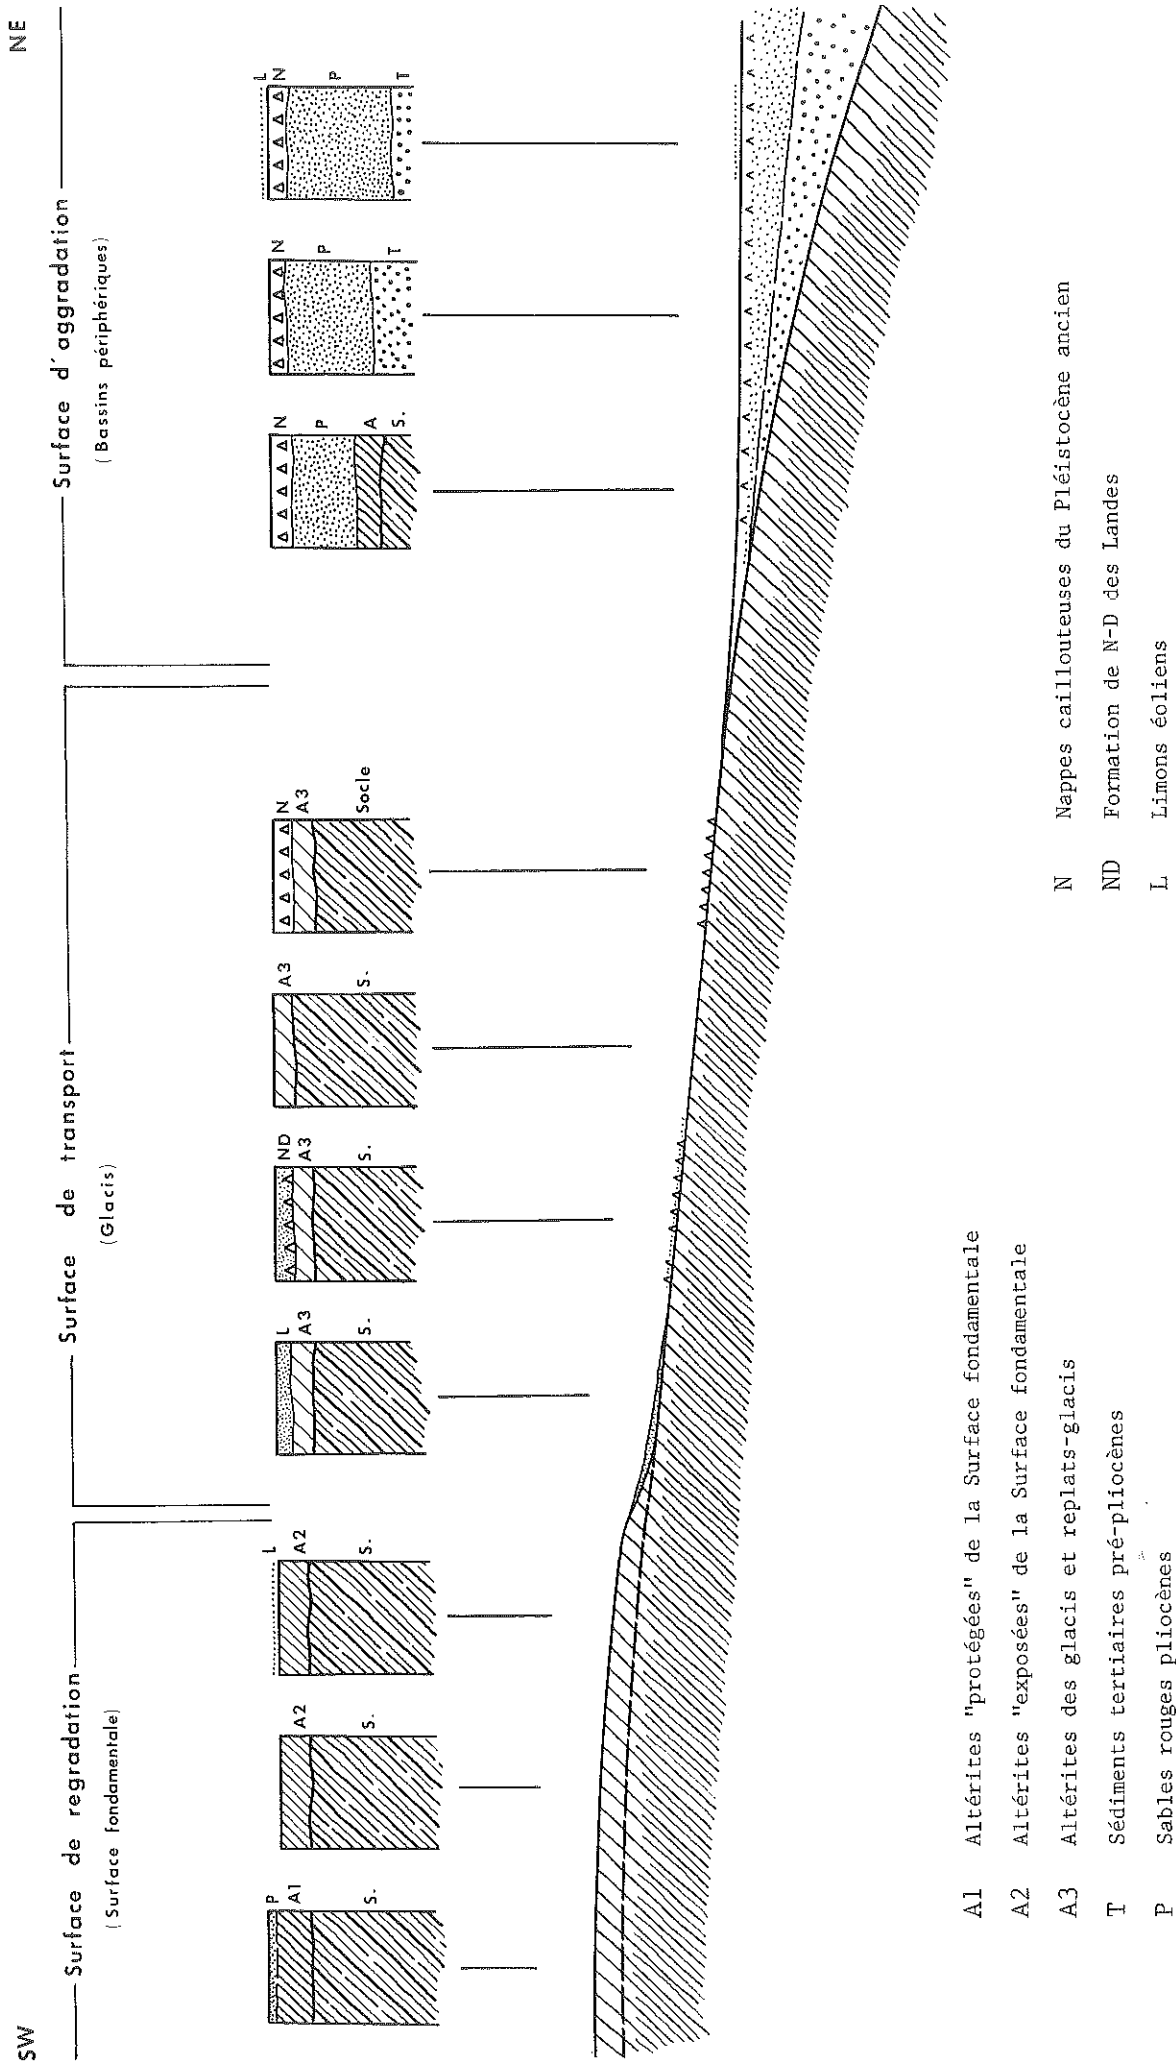 SW
NE
Surface de regradation
(Surface fondamentale)
Surface de transport
(Glacis)
Surface d'aggradation
(Bassins périphériques)
P
A1
S.
A2
S.
L
A2
S.
L
A3
S.
ND
A3
S.
A3
S.
N
A3
Socle
N
P
A
S.
N
P
T
L
N
P
T
A1 Altérites "protégées" de la Surface fondamentale
A2 Altérites "exposées" de la Surface fondamentale
A3 Altérites des glacis et replats-glacis
T Sédiments tertiaires pré-pliocènes
P Sables rouges pliocènes
N Nappes caillouteuses du Pléistocène ancien
ND Formation de N-D des Landes
L Limons éoliens